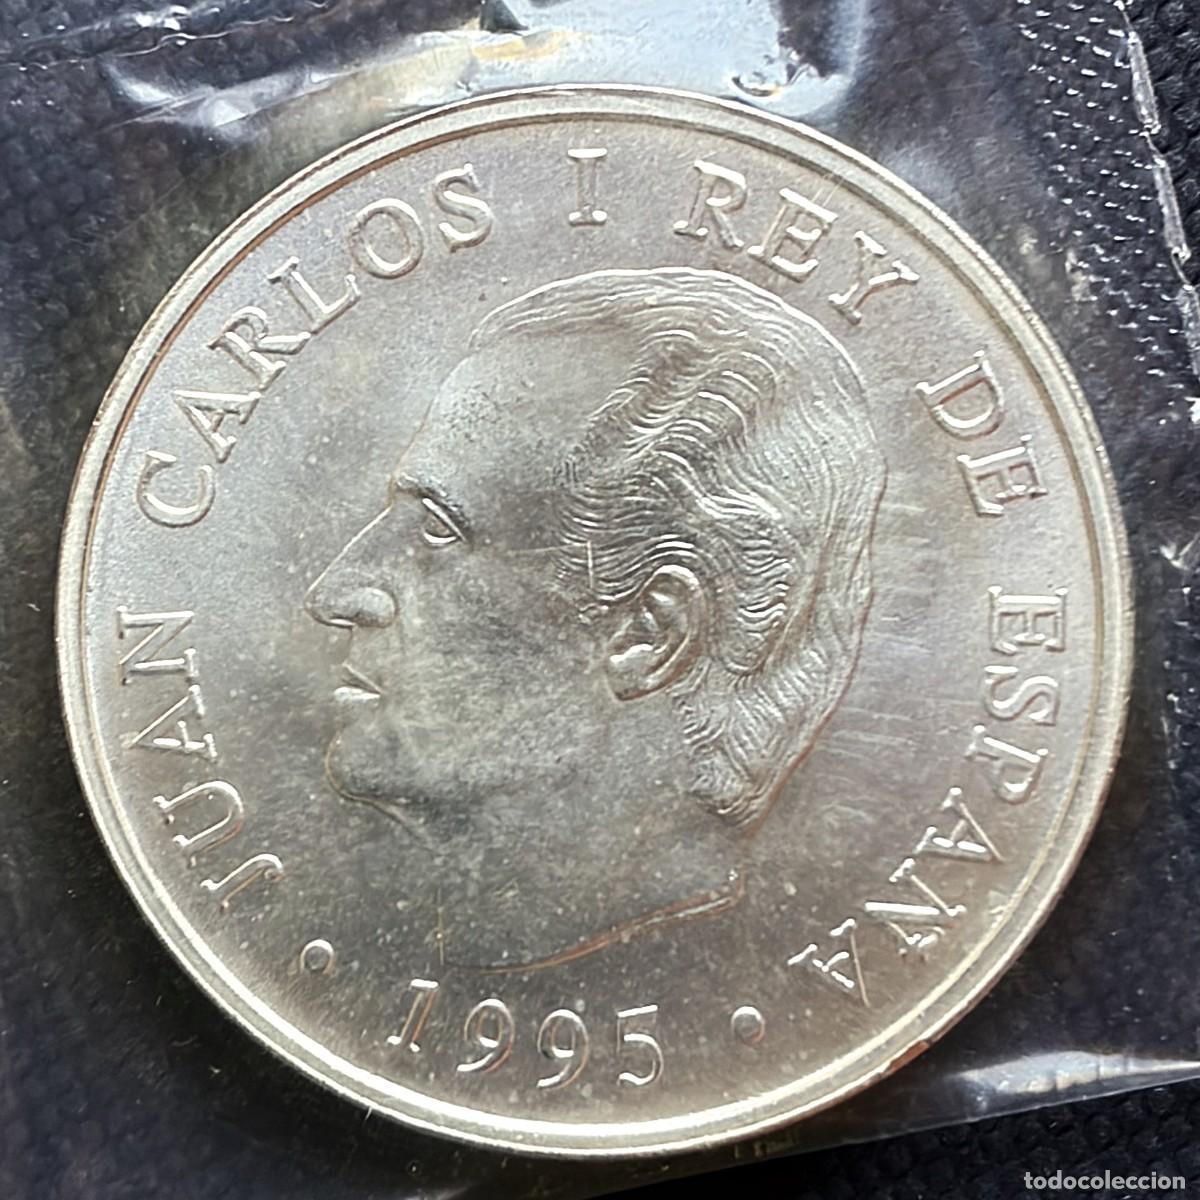 JUAN CARLOS I REY DE ESPAÑA
• 1995 •
todocoleccion